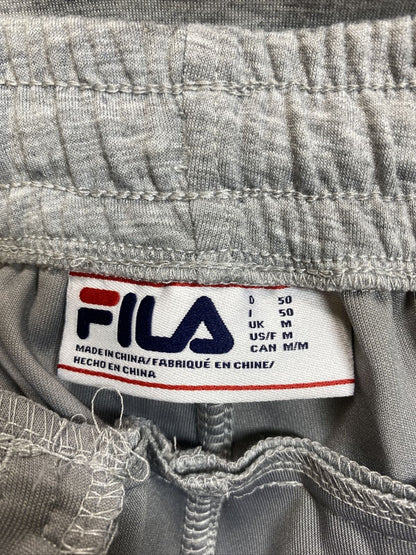 FILA
MADE IN CHINA/FABRIQUÉ EN CHINE/
HECHO EN CHINA
D 50
I 50
UK M
US/F M
CAN M/M